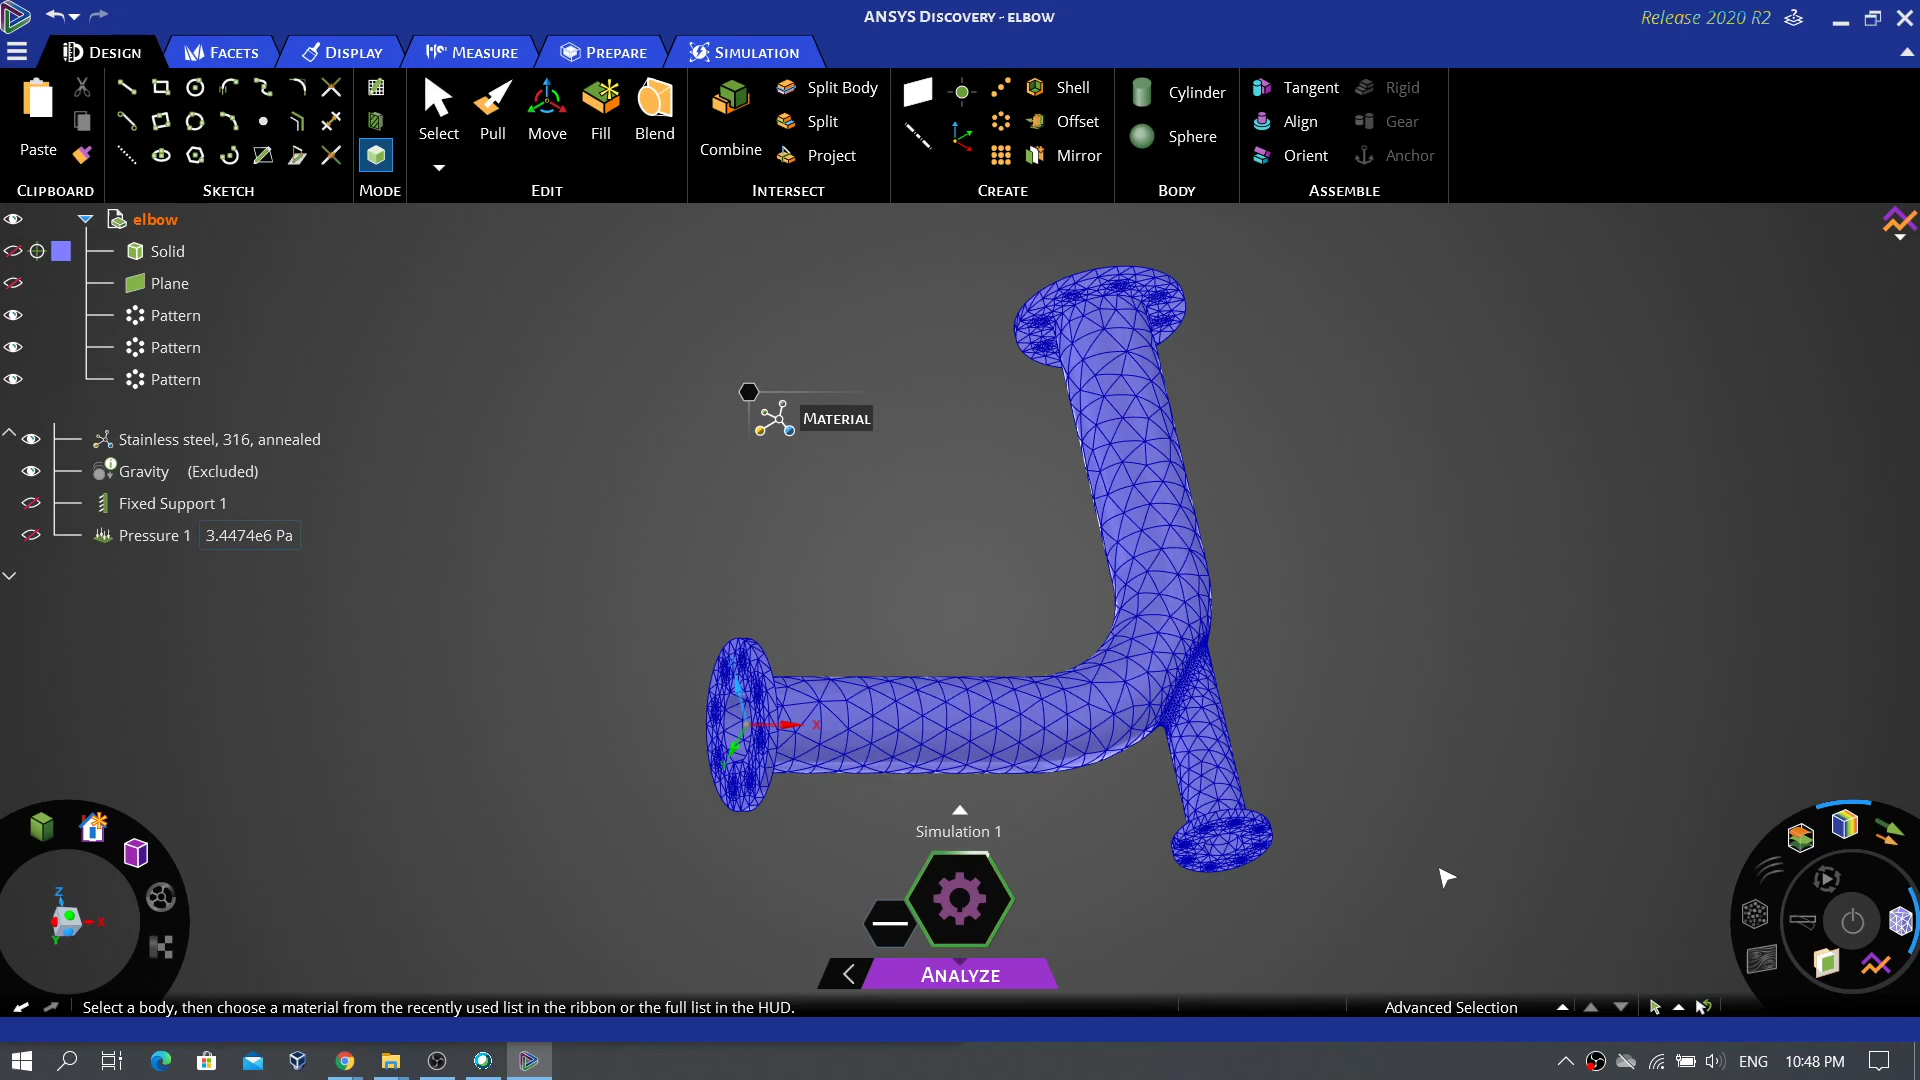 ANSYS Discovery - elbow
Release 2020 R2
Design
Facets
Display
Measure
Prepare
Simulation
Paste
Clipboard
Sketch
Mode
Select
Pull
Move
Fill
Blend
Edit
Combine
Split Body
Split
Project
Intersect
Shell
Offset
Mirror
Create
Cylinder
Sphere
Body
Tangent
Align
Orient
Rigid
Gear
Anchor
Assemble
elbow
Solid
Plane
Pattern
Pattern
Pattern
Stainless steel, 316, annealed
Gravity (Excluded)
Fixed Support 1
Pressure 1 3.4474e6 Pa
Material
X
Simulation 1
Analyze
Z
X
Y
Select a body, then choose a material from the recently used list in the ribbon or the full list in the HUD.
Advanced Selection
ENG
10:48 PM